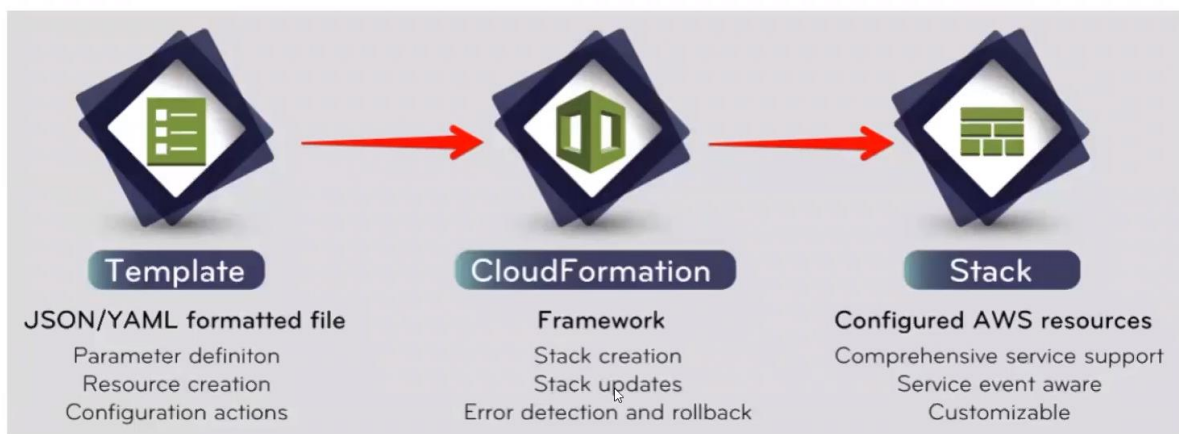 Template
JSON/YAML formatted file
Parameter definiton
Resource creation
Configuration actions
CloudFormation
Framework
Stack creation
Stack updates
Error detection and rollback
Stack
Configured AWS resources
Comprehensive service support
Service event aware
Customizable